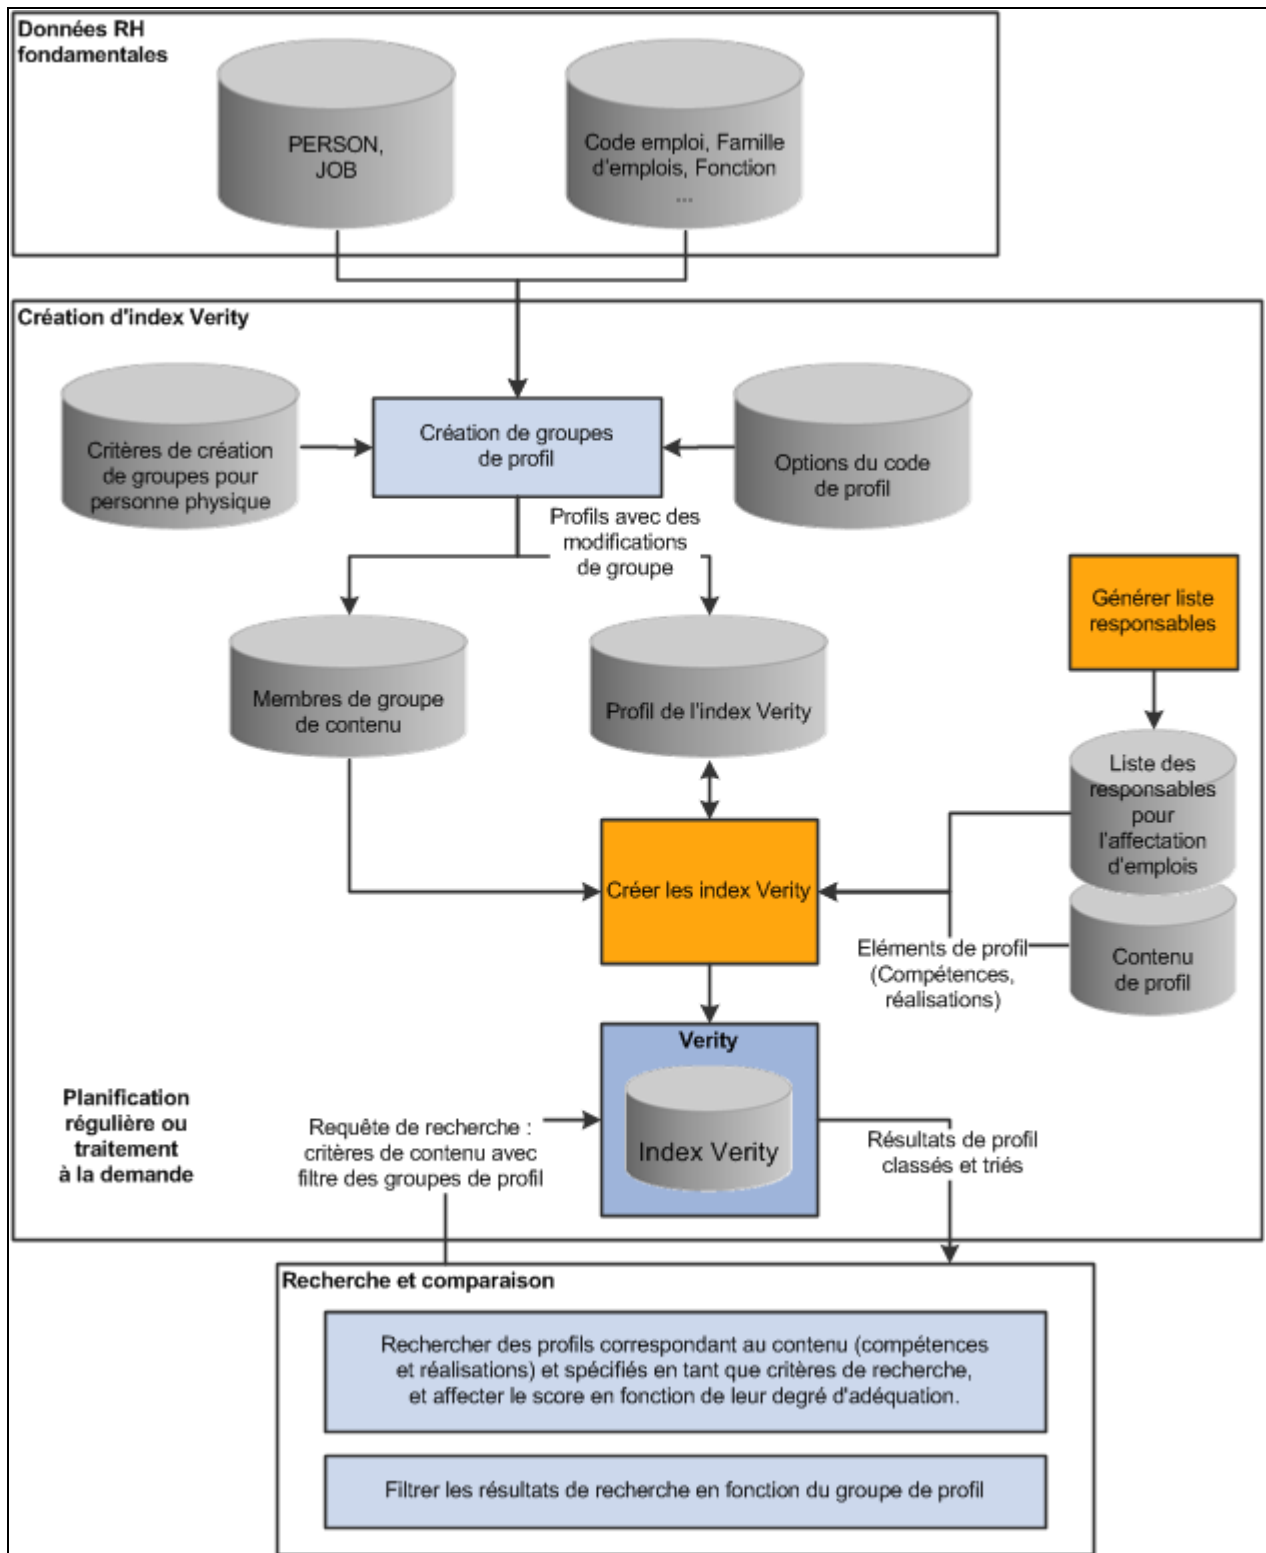 Données RH
fondamentales
PERSON,
JOB
Code emploi, Famille
d'emplois, Fonction
...
Création d'index Verity
Critères de création
de groupes pour
personne physique
Création de groupes
de profil
Options du code
de profil
Profils avec des
modifications
de groupe
Générer liste
responsables
Membres de groupe
de contenu
Profil de l'index Verity
Liste des
responsables
pour
l'affectation
d'emplois
Créer les index Verity
Eléments de profil
(Compétences,
réalisations)
Contenu
de profil
Verity
Index Verity
Planification
régulière ou
traitement
à la demande
Requête de recherche :
critères de contenu avec
filtre des groupes de profil
Résultats de profil
classés et triés
Recherche et comparaison
Rechercher des profils correspondant au contenu (compétences
et réalisations) et spécifiés en tant que critères de recherche,
et affecter le score en fonction de leur degré d'adéquation.
Filtrer les résultats de recherche en fonction du groupe de profil